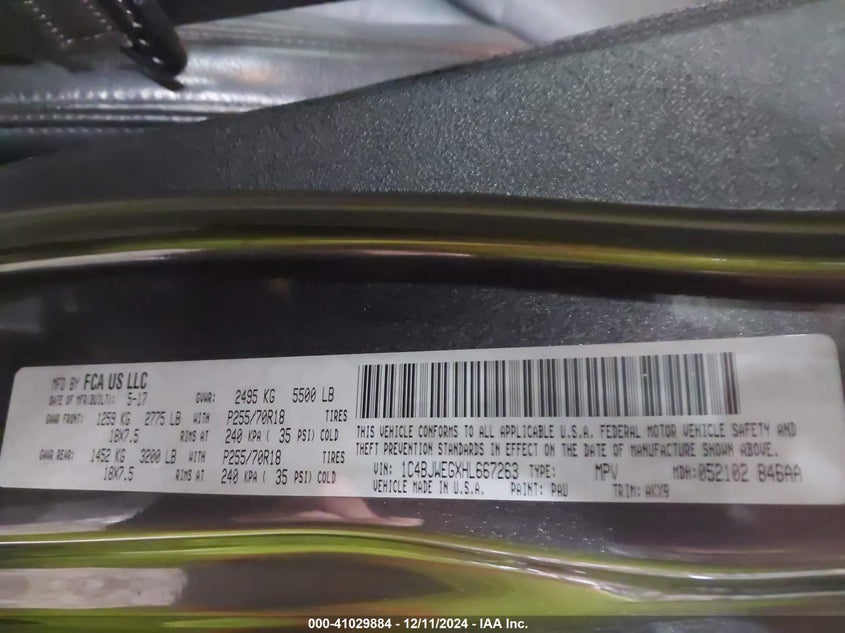 MFD BY FCA US LLC
DATE OF MFR(BUILT): 5-17 GVWR: 2495 KG 5500 LB
GAWR FRONT: 1259 KG 2775 LB WITH P255/70R18 TIRES
18X7.5 RIMS AT 240 KPA ( 35 PSI) COLD
GAWR REAR: 1452 KG 3200 LB WITH P255/70R18 TIRES
18X7.5 RIMS AT 240 KPA ( 35 PSI) COLD
THIS VEHICLE CONFORMS TO ALL APPLICABLE U.S.A. FEDERAL MOTOR VEHICLE SAFETY AND
THEFT PREVENTION STANDARDS IN EFFECT ON THE DATE OF MANUFACTURE SHOWN ABOVE.
VIN: 1C4BJWEGXHL667263 TYPE: MPV MDH: 052102 846AA
VEHICLE MADE IN U.S.A. PAINT: PAU TRIM: AKX9
000-41029884 - 12/11/2024 - IAA Inc.